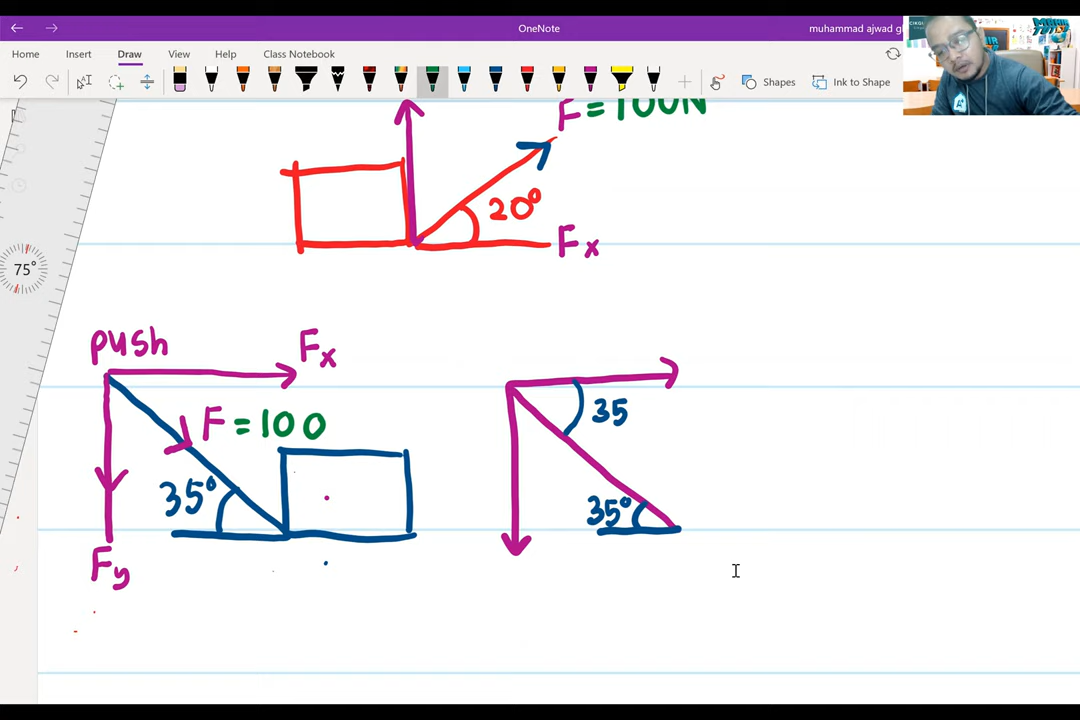 OneNote
muhammad ajwad
Home Insert Draw View Help Class Notebook
Shapes
Ink to Shape
F = 100N
20°
Fx
75°
push
Fx
F = 100
35°
Fy
35
35°